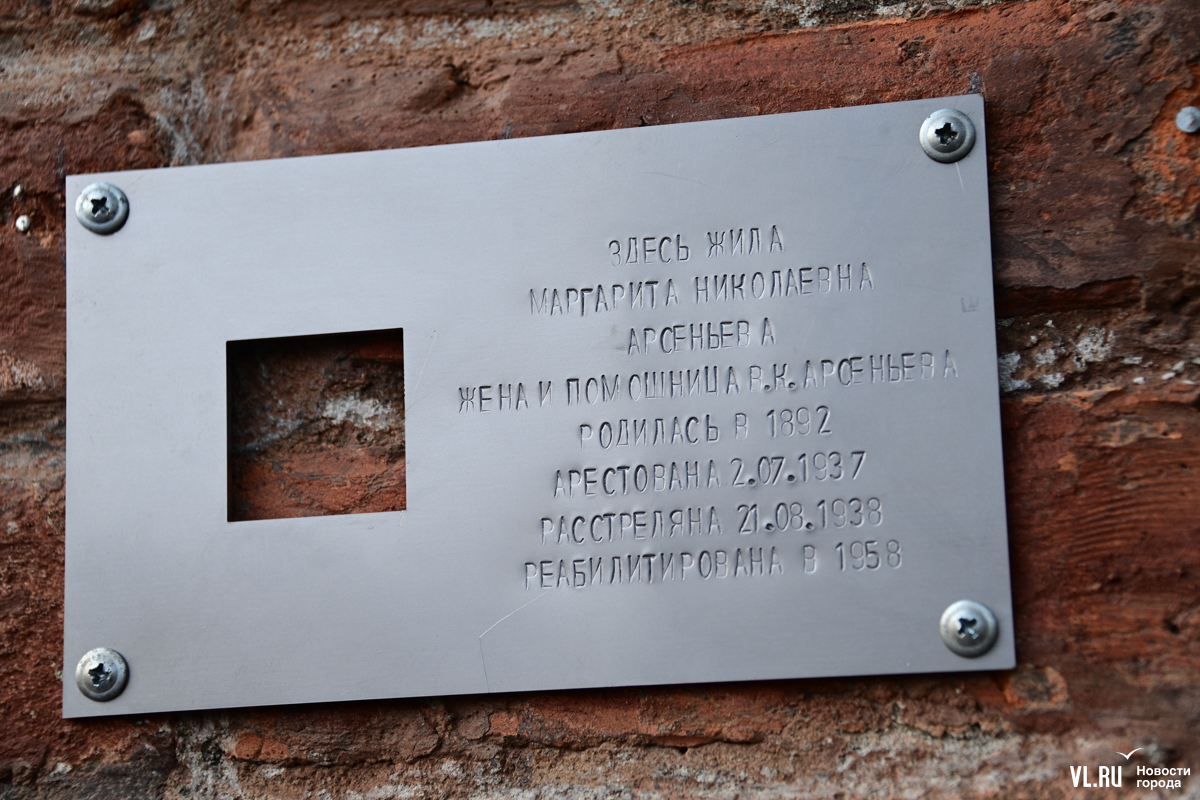 ЗДЕСЬ ЖИЛА
МАРГАРИТА НИКОЛАЕВНА
АРСЕНЬЕВА
ЖЕНА И ПОМОШНИЦА В.К. АРСЕНЬЕВА
РОДИЛАСЬ В 1892
АРЕСТОВАНА 2.07.1937
РАССТРЕЛЯНА 21.08.1938
РЕАБИЛИТИРОВАНА В 1958
VL.RU Новости
города